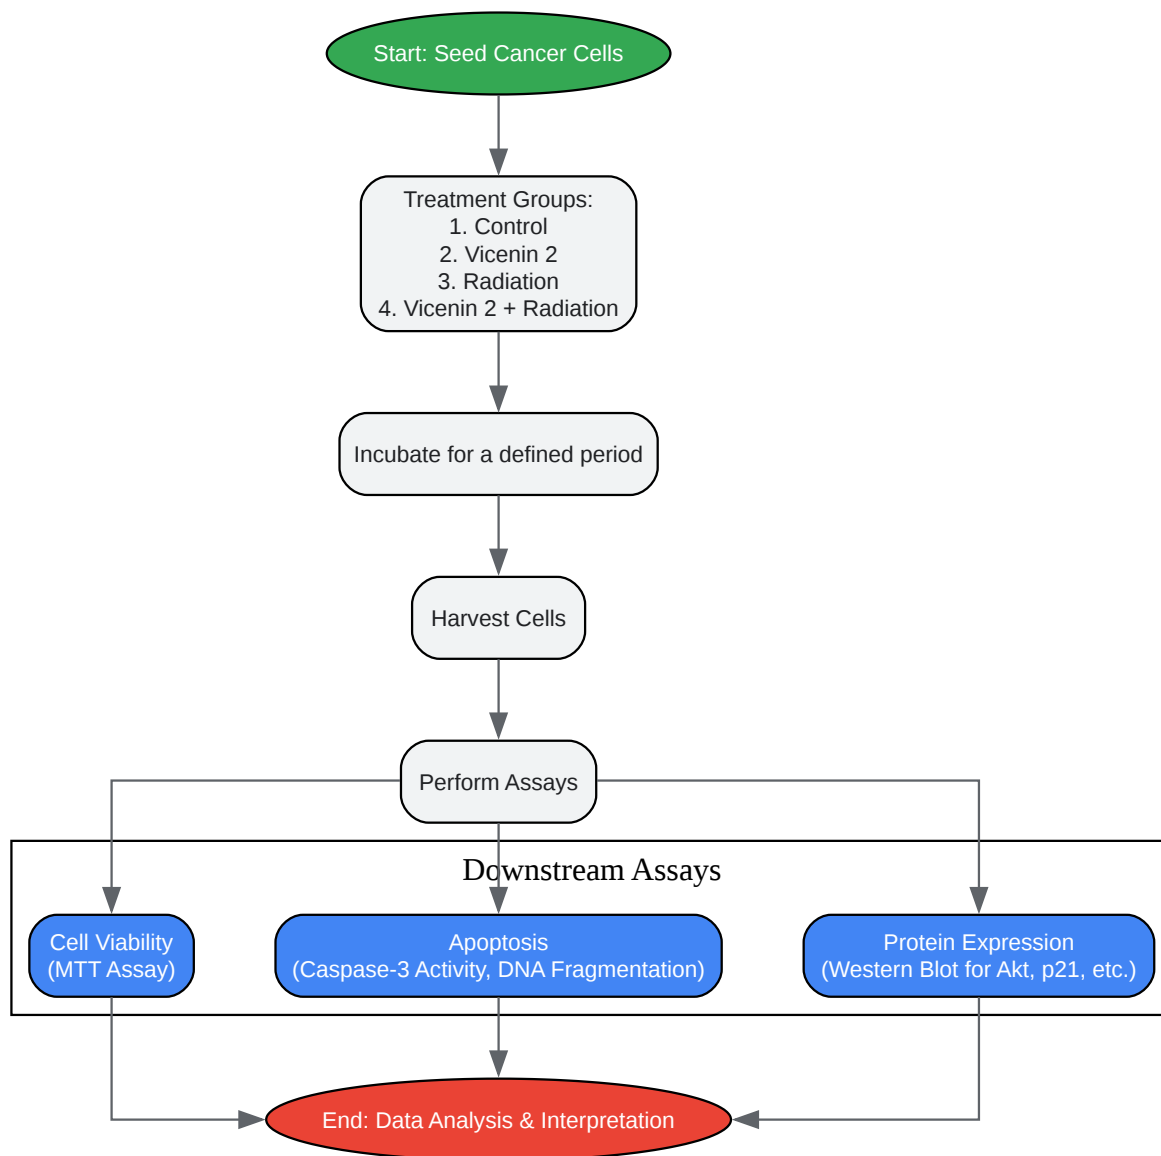 Start: Seed Cancer Cells
Treatment Groups:
1. Control
2. Vicenin 2
3. Radiation
4. Vicenin 2 + Radiation
Incubate for a defined period
Harvest Cells
Perform Assays
Downstream Assays
Cell Viability
(MTT Assay)
Apoptosis
(Caspase-3 Activity, DNA Fragmentation)
Protein Expression
(Western Blot for Akt, p21, etc.)
End: Data Analysis & Interpretation